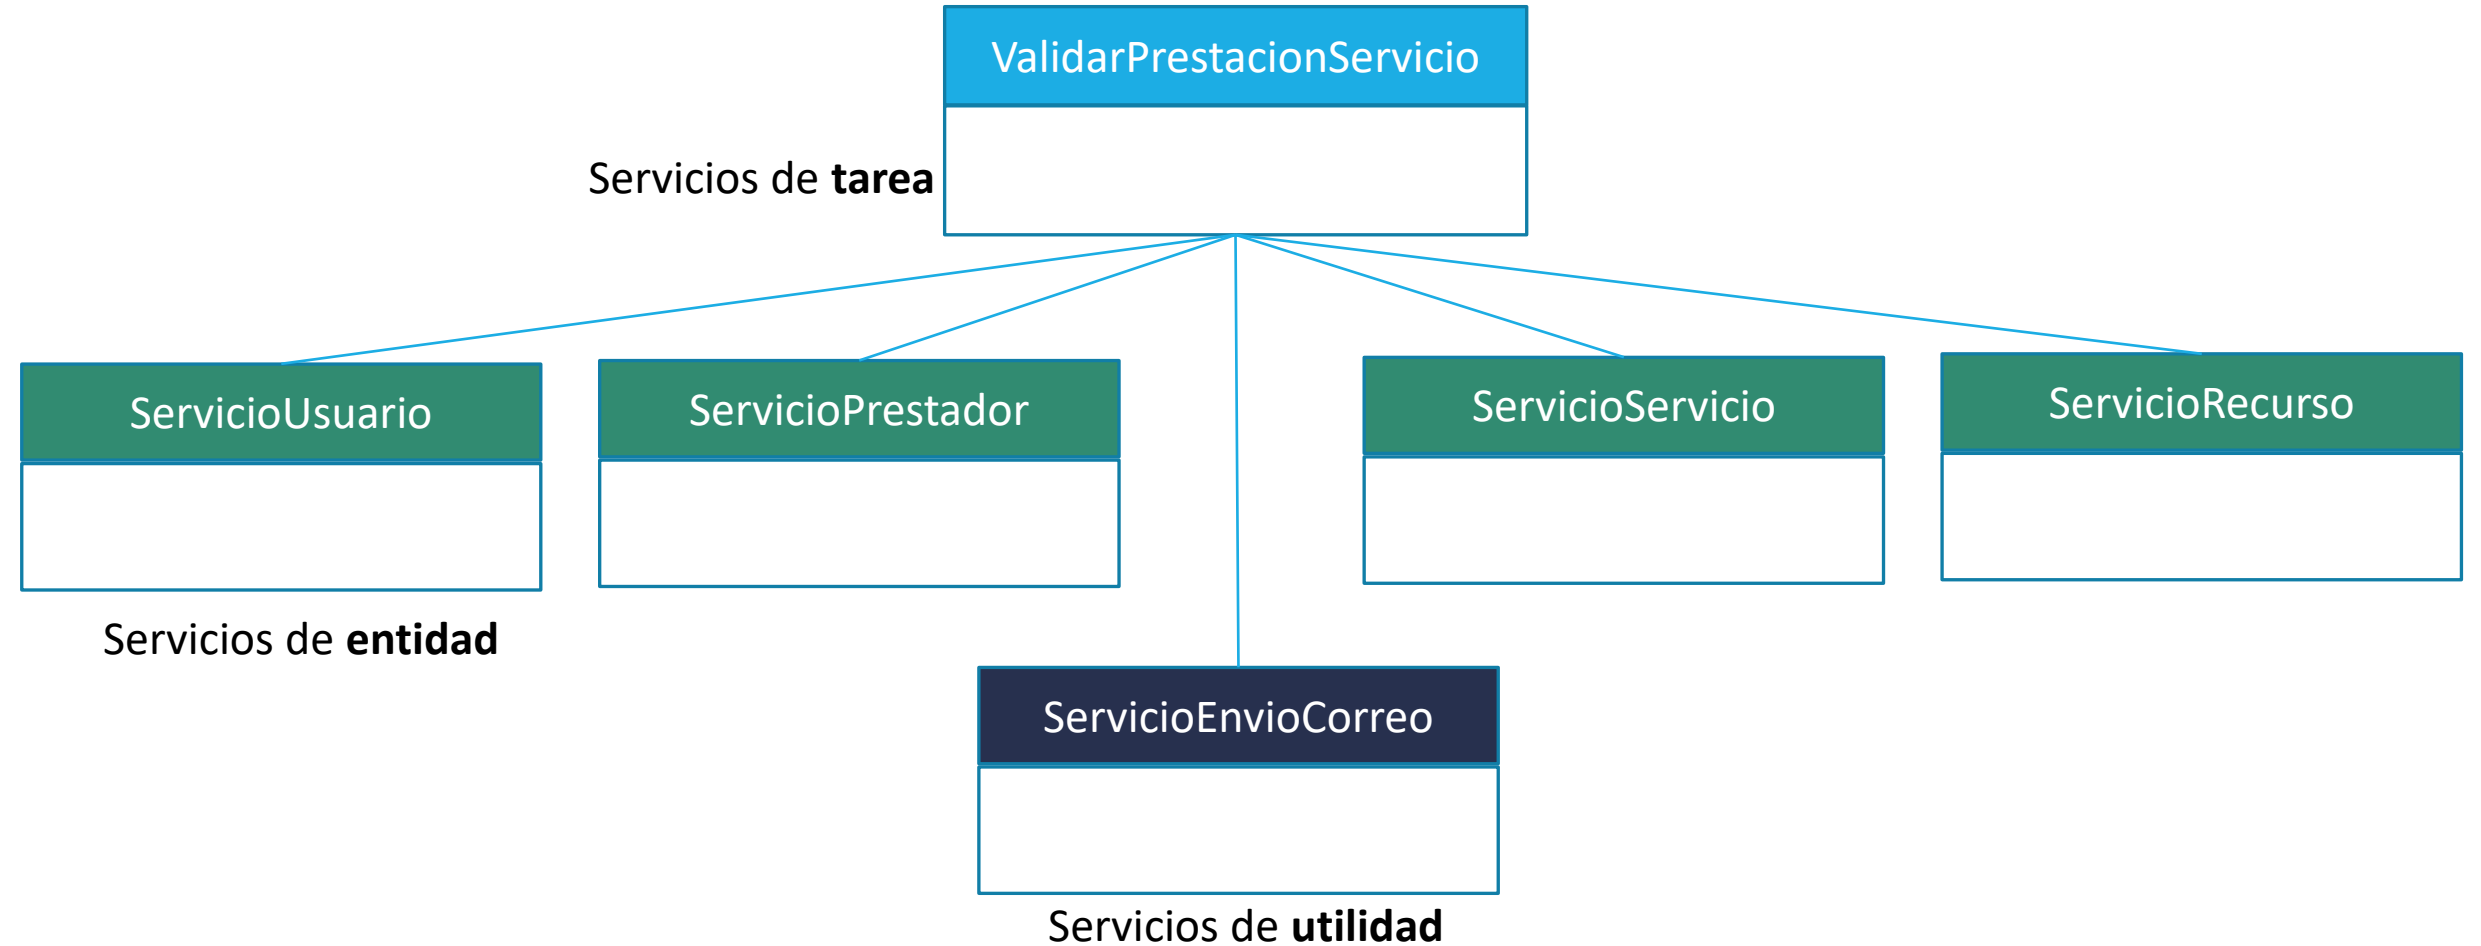 ValidarPrestacionServicio
Servicios de tarea
ServicioUsuario
ServicioPrestador
ServicioServicio
ServicioRecurso
Servicios de entidad
ServicioEnvioCorreo
Servicios de utilidad